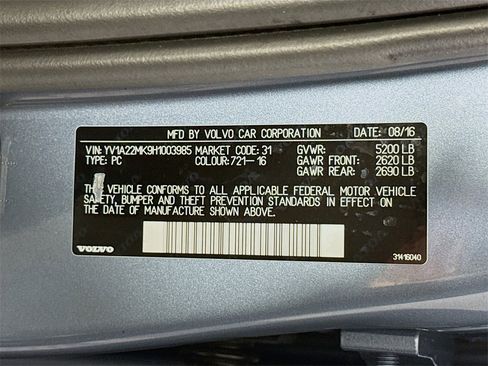 MFD BY VOLVO CAR CORPORATION DATE: 08/16
VIN: YV1A22MK9H1003985 MARKET CODE: 31 GVWR: 5200 LB
TYPE: PC COLOUR: 721-16 GAWR FRONT: 2620 LB
GAWR REAR: 2690 LB
THIS VEHICLE CONFORMS TO ALL APPLICABLE FEDERAL MOTOR VEHICLE
SAFETY, BUMPER AND THEFT PREVENTION STANDARDS IN EFFECT ON
THE DATE OF MANUFACTURE SHOWN ABOVE.
VOLVO
31416040